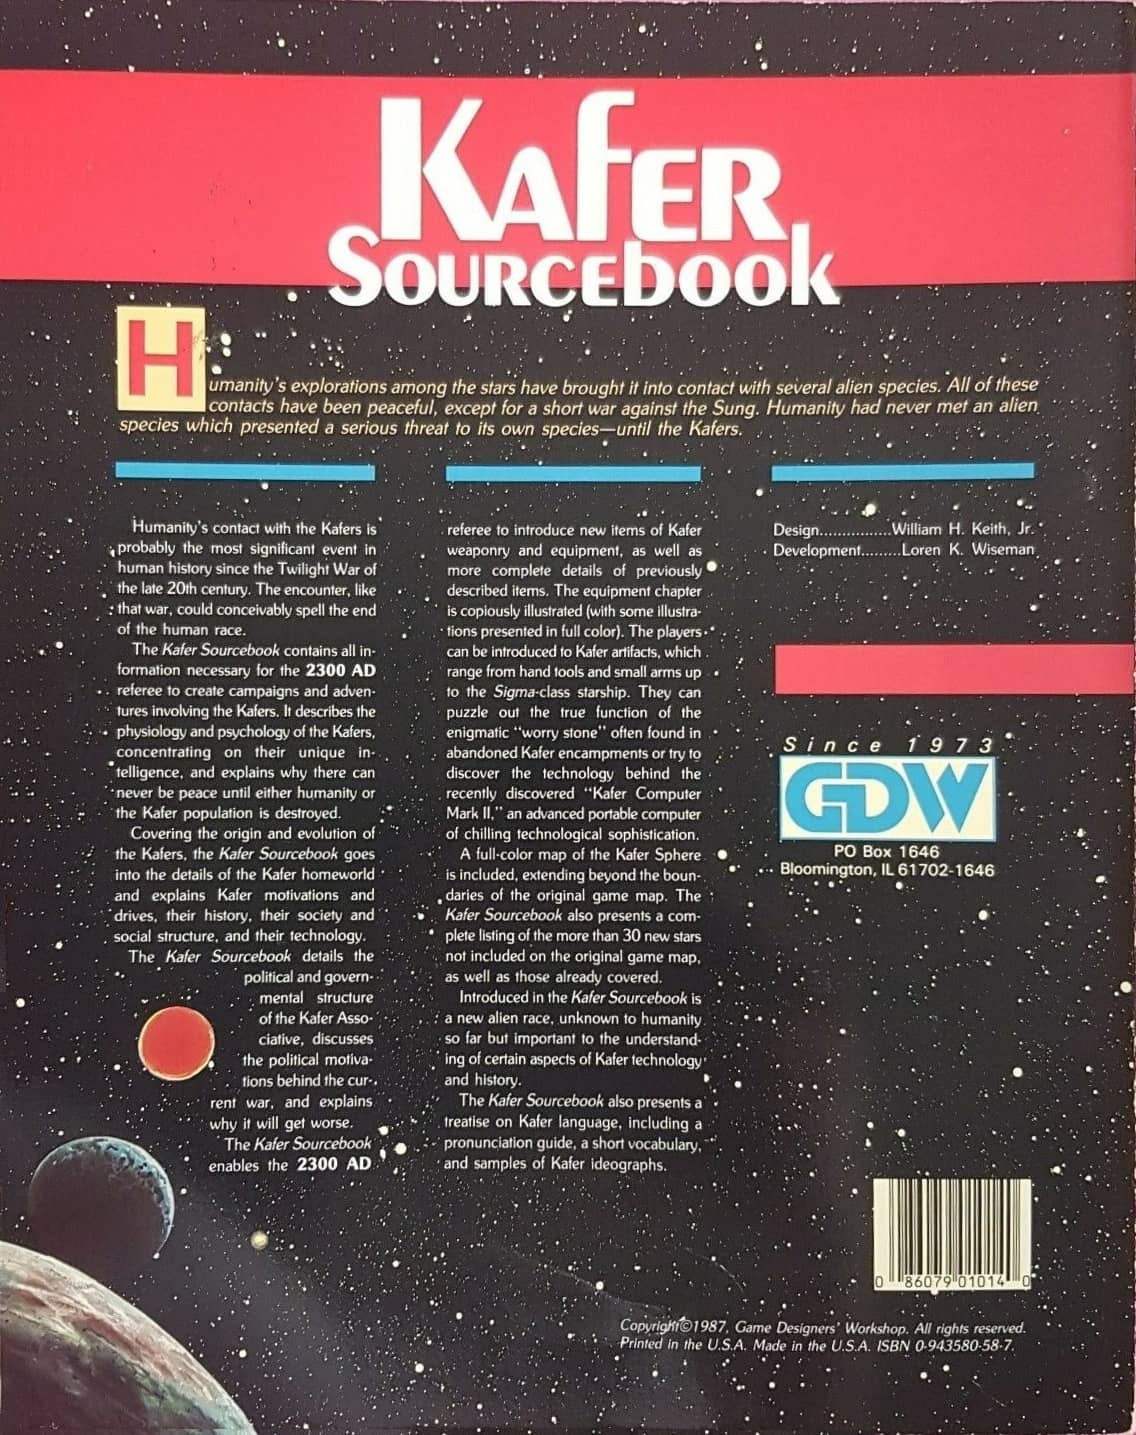 Kafer
Sourcebook
Humanity's explorations among the stars have brought it into contact with several alien species. All of these
contacts have been peaceful, except for a short war against the Sung. Humanity had never met an alien
species which presented a serious threat to its own species—until the Kafers.
Humanity's contact with the Kafers is
probably the most significant event in
human history since the Twilight War of
the late 20th century. The encounter, like
that war, could conceivably spell the end
of the human race.
The Kafer Sourcebook contains all in-
formation necessary for the 2300 AD
referee to create campaigns and adven-
tures involving the Kafers. It describes the
physiology and psychology of the Kafers,
concentrating on their unique in-
telligence, and explains why there can
never be peace until either humanity or
the Kafer population is destroyed.
Covering the origin and evolution of
the Kafers, the Kafer Sourcebook goes
into the details of the Kafer homeworld
and explains Kafer motivations and
drives, their history, their society and
social structure, and their technology.
The Kafer Sourcebook details the
political and govern-
mental structure
of the Kafer Asso-
ciative, discusses
the political motiva-
tions behind the cur-
rent war, and explains
why it will get worse.
The Kafer Sourcebook
enables the 2300 AD
referee to introduce new items of Kafer
weaponry and equipment, as well as
more complete details of previously
described items. The equipment chapter
is copiously illustrated (with some illustra-
tions presented in full color). The players
can be introduced to Kafer artifacts, which
range from hand tools and small arms up
to the Sigma-class starship. They can
puzzle out the true function of the
enigmatic "worry stone" often found in
abandoned Kafer encampments or try to
discover the technology behind the
recently discovered "Kafer Computer
Mark II," an advanced portable computer
of chilling technological sophistication.
A full-color map of the Kafer Sphere
is included, extending beyond the boun-
daries of the original game map. The
Kafer Sourcebook also presents a com-
plete listing of the more than 30 new stars
not included on the original game map,
as well as those already covered.
Introduced in the Kafer Sourcebook is
a new alien race, unknown to humanity
so far but important to the understand-
ing of certain aspects of Kafer technology
and history.
The Kafer Sourcebook also presents a
treatise on Kafer language, including a
pronunciation guide, a short vocabulary,
and samples of Kafer ideographs.
Design................William H. Keith, Jr.
Development.........Loren K. Wiseman
Since 1973
GDW
PO Box 1646
Bloomington, IL 61702-1646
0 86079 01014 0
Copyright©1987, Game Designers' Workshop. All rights reserved.
Printed in the U.S.A. Made in the U.S.A. ISBN 0-943580-58-7.